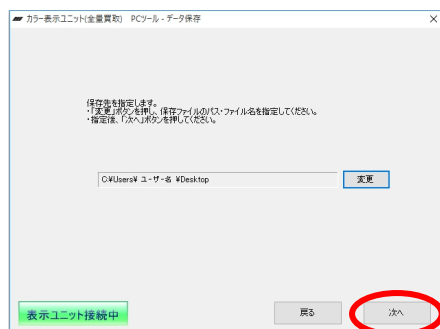 カラー表示ユニット(全量買取) PCツール - データ保存
保存先を指定します。
・「変更」ボタンを押し、保存ファイルのパス・ファイル名を指定してください。
・指定後、「次へ」ボタンを押してください。
C:¥Users¥ ユーザー名 ¥Desktop
変更
表示ユニット接続中
戻る
次へ